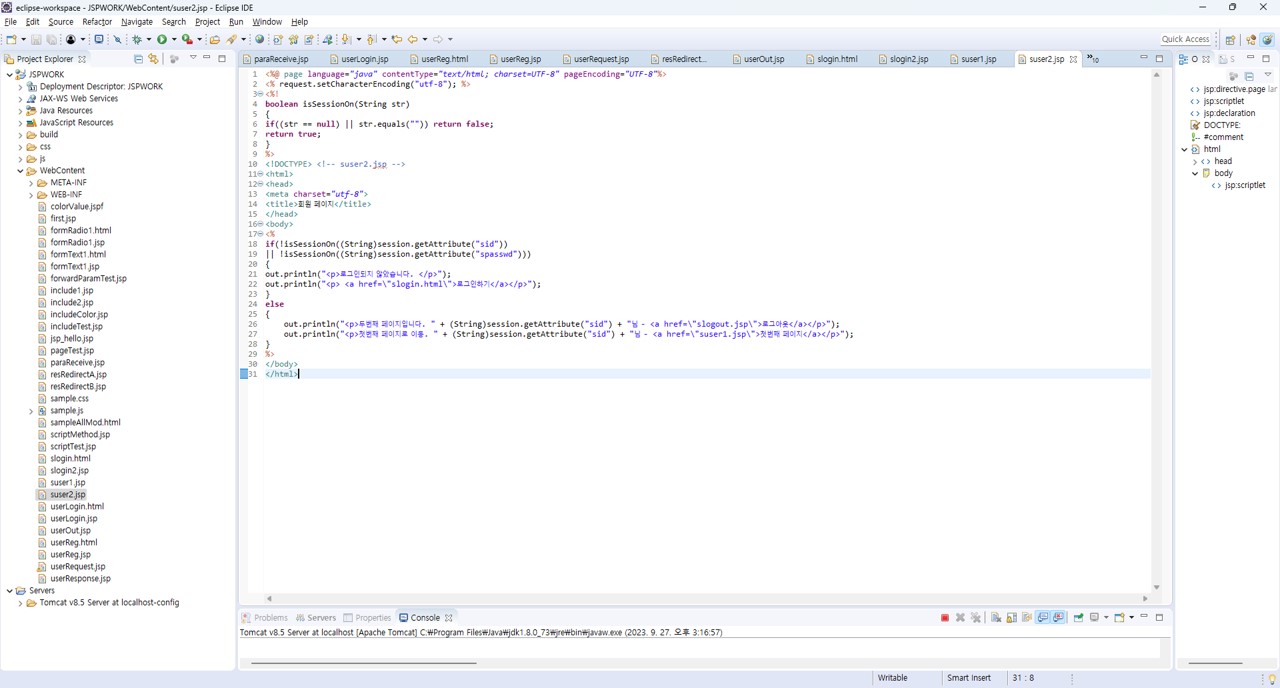 eclipse-workspace - JSPWORK/WebContent/suser2.jsp - Eclipse IDE
File Edit Source Refactor Navigate Search Project Run Window Help
Quick Access
Project Explorer
paraReceive.jsp userLogin.jsp userReg.html userReg.jsp userRequest.jsp resRedirect... userOut.jsp slogin.html slogin2.jsp suser1.jsp suser2.jsp »10
JSPWORK
Deployment Descriptor: JSPWORK
JAX-WS Web Services
Java Resources
JavaScript Resources
build
css
js
WebContent
META-INF
WEB-INF
colorValue.jspf
first.jsp
formRadio1.html
formRadio1.jsp
formText1.html
formText1.jsp
forwardParamTest.jsp
include1.jsp
include2.jsp
includeColor.jsp
includeTest.jsp
jsp_hello.jsp
pageTest.jsp
paraReceive.jsp
resRedirectA.jsp
resRedirectB.jsp
sample.css
sample.js
sampleAllMod.html
scriptMethod.jsp
scriptTest.jsp
slogin.html
slogin2.jsp
suser1.jsp
suser2.jsp
userLogin.html
userLogin.jsp
userOut.jsp
userReg.html
userReg.jsp
userRequest.jsp
userResponse.jsp
Servers
Tomcat v8.5 Server at localhost-config
1 <%@ page language="java" contentType="text/html; charset=UTF-8" pageEncoding="UTF-8"%>
2 <% request.setCharacterEncoding("utf-8"); %>
3 <%!
4 boolean isSessionOn(String str)
5 {
6 if((str == null) || str.equals("")) return false;
7 return true;
8 }
9 %>
10 <!DOCTYPE> <!-- suser2.jsp -->
11 <html>
12 <head>
13 <meta charset="utf-8">
14 <title>회원 페이지</title>
15 </head>
16 <body>
17 <%
18 if(!isSessionOn((String)session.getAttribute("sid"))
19 || !isSessionOn((String)session.getAttribute("spasswd")))
20 {
21 out.println("<p>로그인되지 않았습니다. </p>");
22 out.println("<p> <a href=\"slogin.html\">로그인하기</a></p>");
23 }
24 else
25 {
26 out.println("<p>두번째 페이지입니다. " + (String)session.getAttribute("sid") + "님 - <a href=\"slogout.jsp\">로그아웃</a></p>");
27 out.println("<p>첫번째 페이지로 이동. " + (String)session.getAttribute("sid") + "님 - <a href=\"suser1.jsp\">첫번째 페이지</a></p>");
28 }
29 %>
30 </body>
31 </html>
O S
jsp:directive.page lar
jsp:scriptlet
jsp:declaration
DOCTYPE:
#comment
html
head
body
jsp:scriptlet
Problems Servers Properties Console
Tomcat v8.5 Server at localhost [Apache Tomcat] C:₩Program Files₩Java₩jdk1.8.0_73₩jre₩bin₩javaw.exe (2023. 9. 27. 오후 3:16:57)
Writable Smart Insert 31 : 8